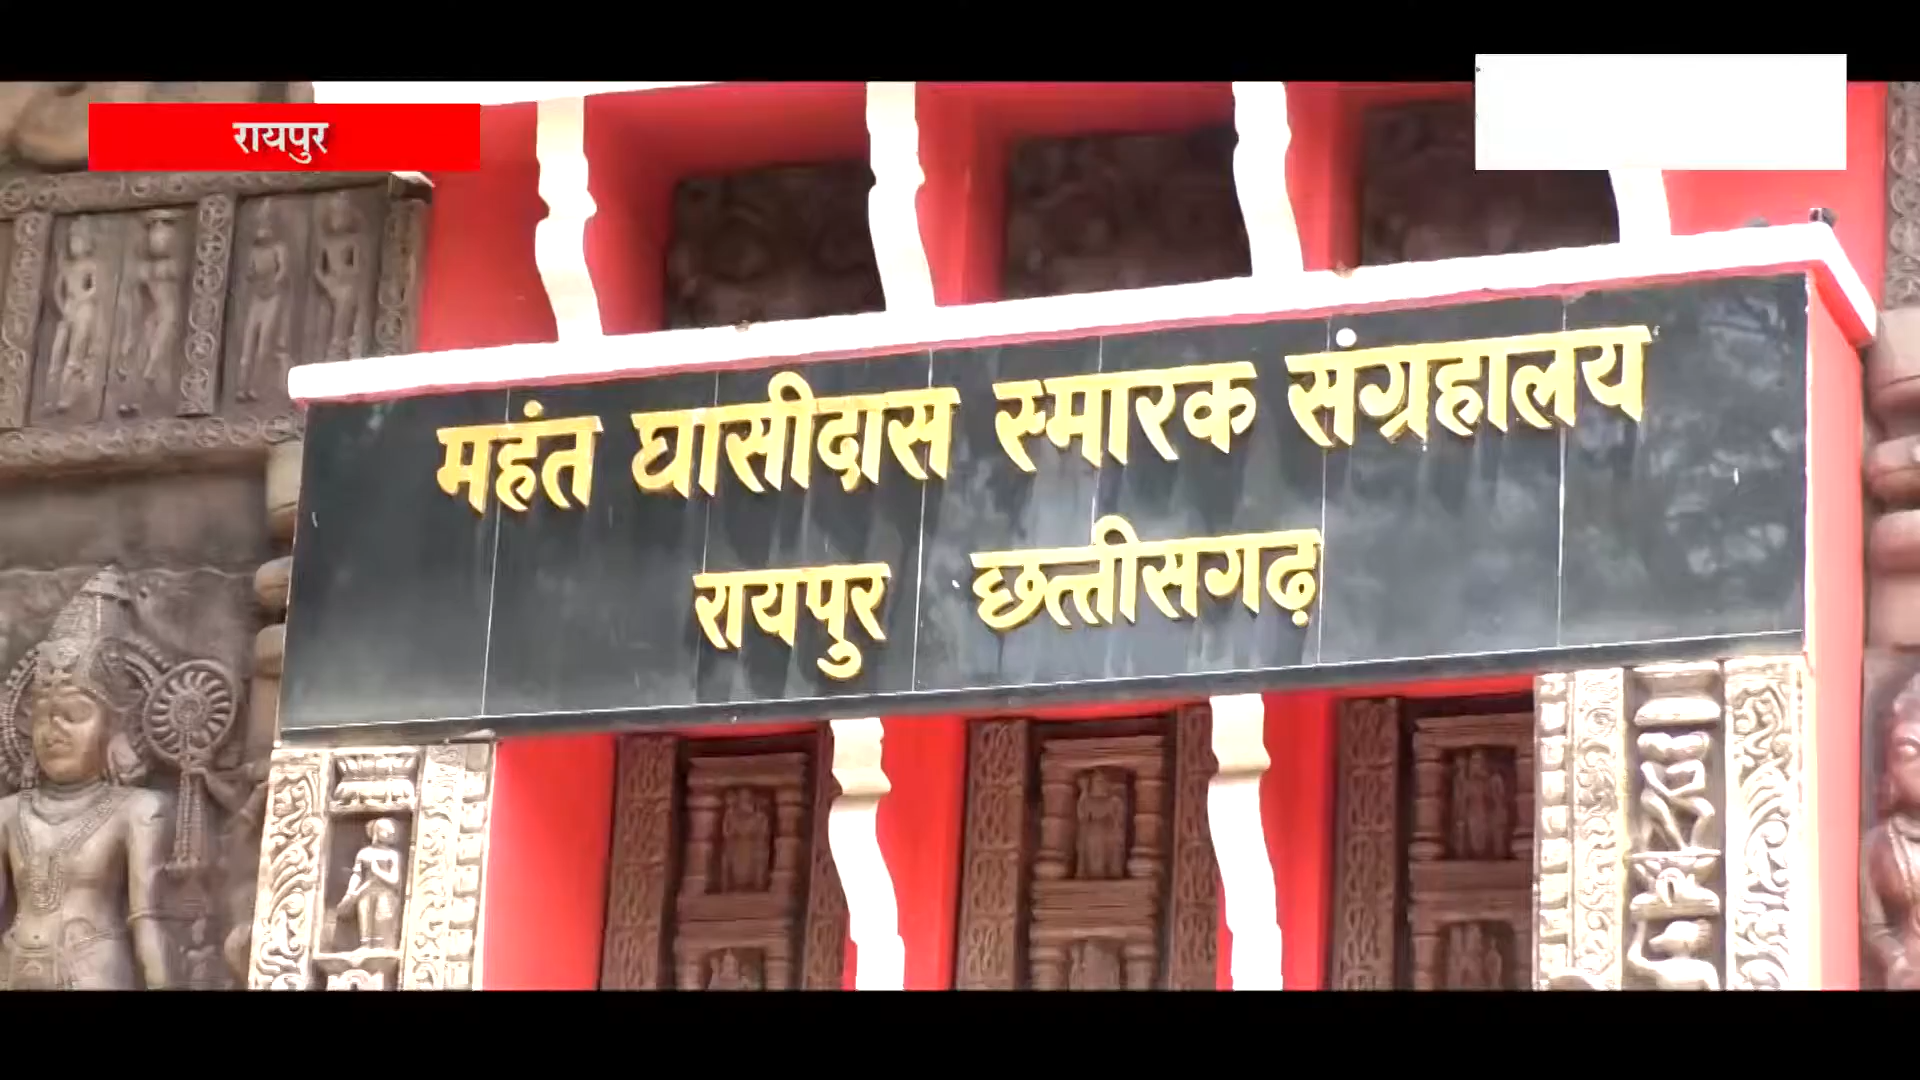 रायपुर
महंत घासीदास स्मारक संग्रहालय
रायपुर छत्तीसगढ़